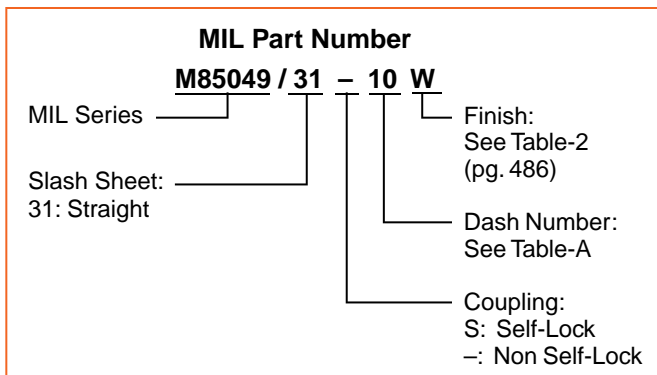 MIL Part Number
M85049 / 31 – 10 W
MIL Series
Finish:
See Table-2
(pg. 486)
Slash Sheet:
31: Straight
Dash Number:
See Table-A
Coupling:
S: Self-Lock
–: Non Self-Lock